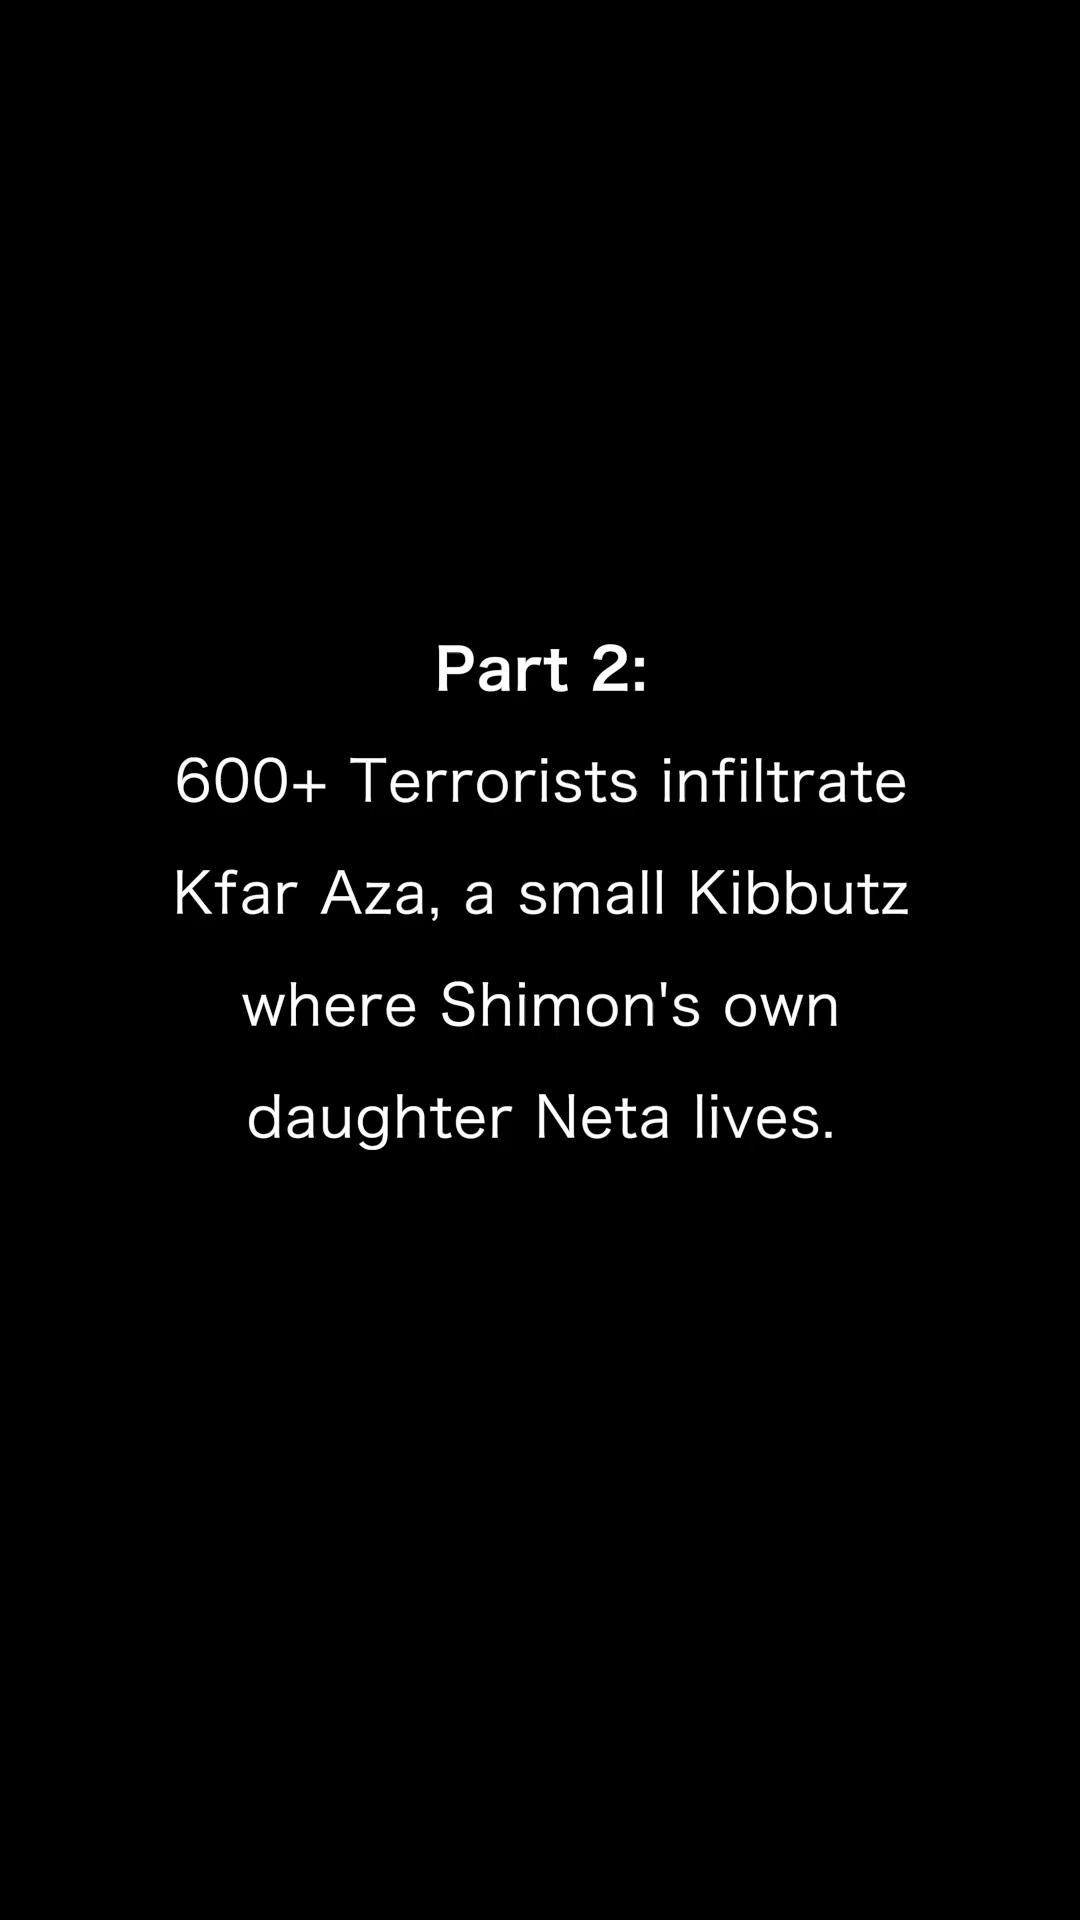 Part 2:
600+ Terrorists infiltrate
Kfar Aza, a small Kibbutz
where Shimon's own
daughter Neta lives.